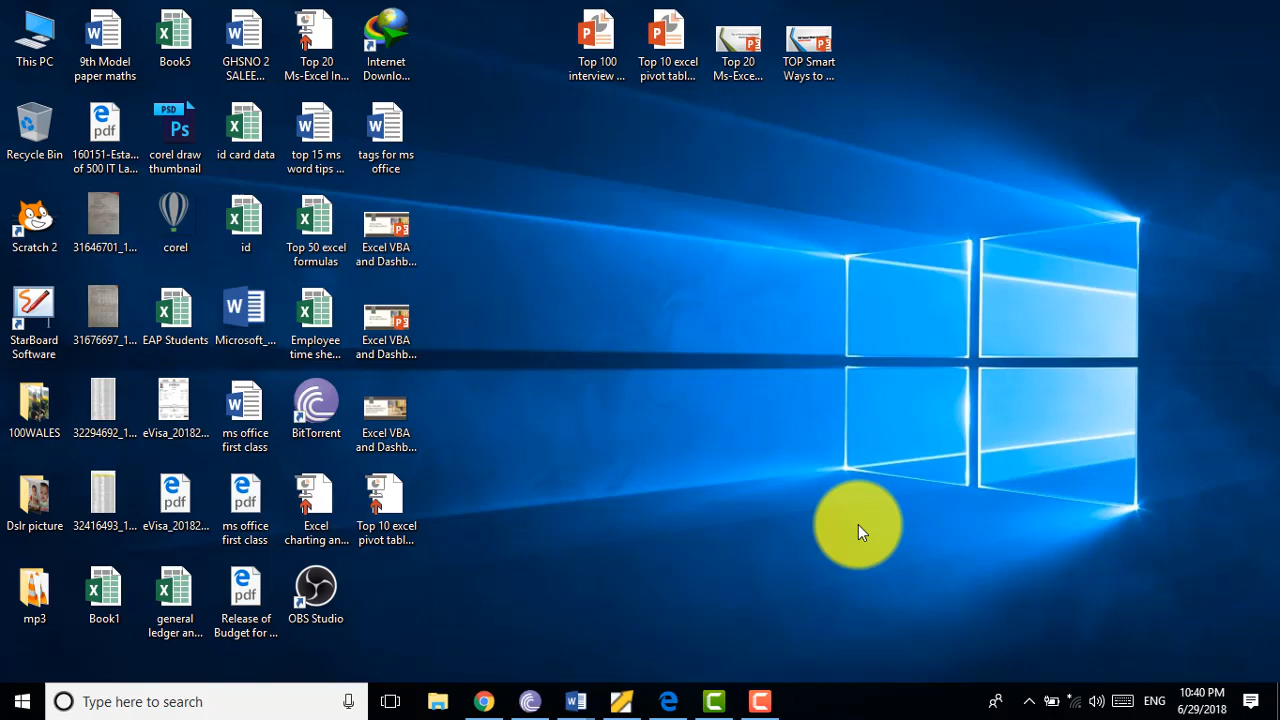 This PC
9th Model
paper maths
Book5
GHSNO 2
SALEE...
Top 20
Ms-Excel In...
Internet
Downlo...
Top 100
interview ...
Top 10 excel
pivot tabl...
Top 20
Ms-Exce...
TOP Smart
Ways to ...
Recycle Bin
160151-Esta...
of 500 IT La...
PSD
Ps
corel draw
thumbnail
id card data
top 15 ms
word tips ...
tags for ms
office
Scratch 2
31646701_1...
corel
id
Top 50 excel
formulas
Excel VBA
and Dashb...
StarBoard
Software
31676697_1...
EAP Students
Microsoft_...
Employee
time shee...
Excel VBA
and Dashb...
100WALES
32294692_1...
eVisa_20182...
ms office
first class
BitTorrent
Excel VBA
and Dashb...
Dslr picture
32416493_1...
eVisa_20182...
ms office
first class
Excel
charting an...
Top 10 excel
pivot tabl...
mp3
Book1
general
ledger an...
Release of
Budget for ...
OBS Studio
Type here to search
ENG
10:40 PM
6/29/2018